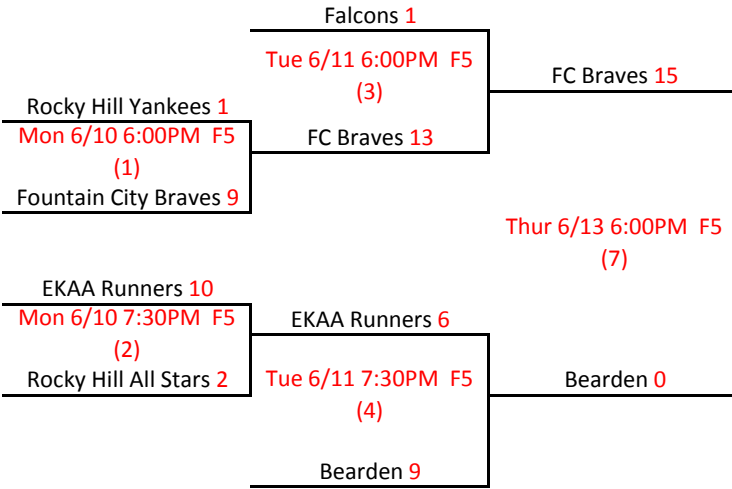 Falcons 1
Tue 6/11 6:00PM F5
(3)
FC Braves 15
Rocky Hill Yankees 1
Mon 6/10 6:00PM F5
(1)
FC Braves 13
Fountain City Braves 9
Thur 6/13 6:00PM F5
(7)
EKAA Runners 10
Mon 6/10 7:30PM F5
(2)
EKAA Runners 6
Rocky Hill All Stars 2
Tue 6/11 7:30PM F5
(4)
Bearden 0
Bearden 9